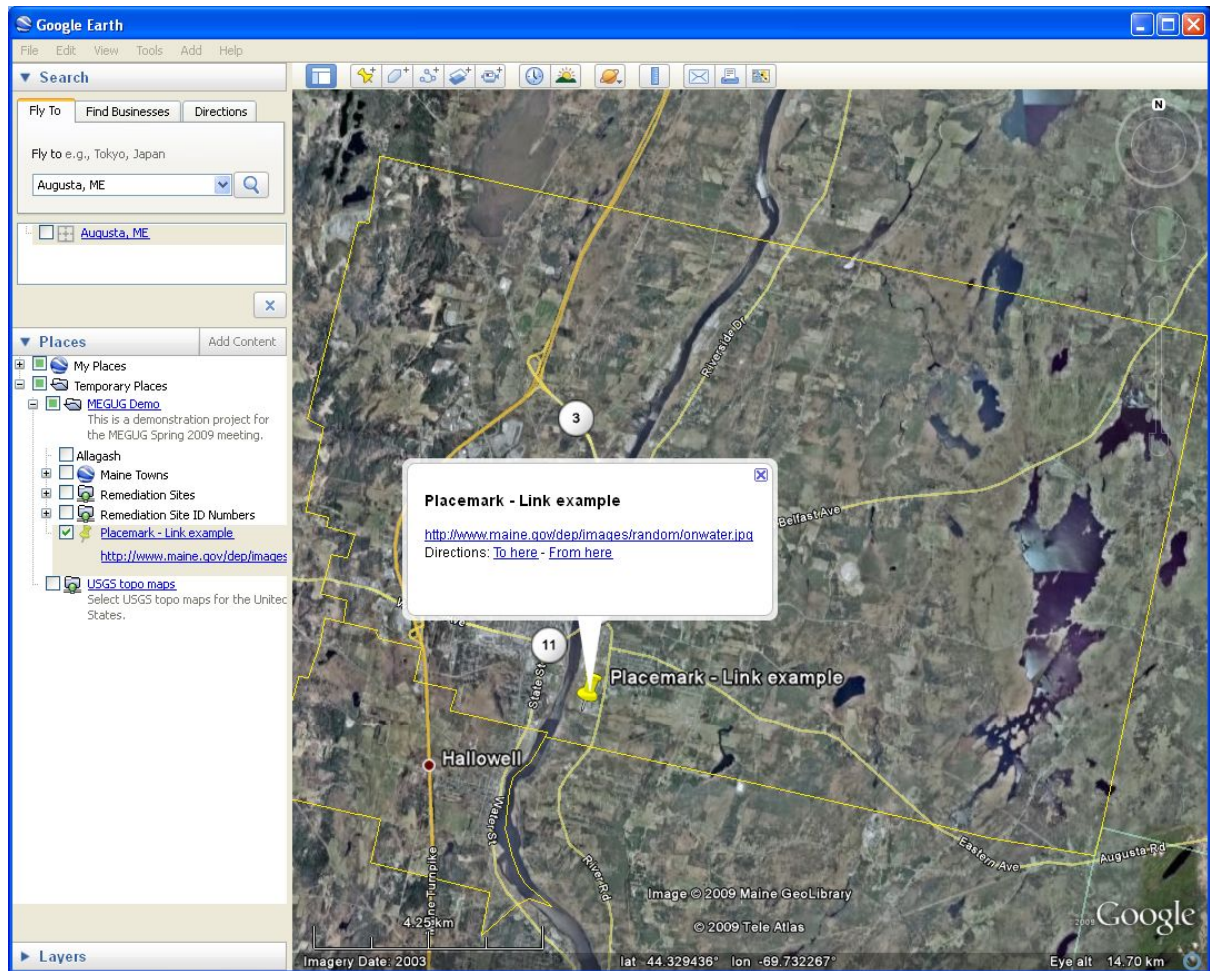 Google Earth
File Edit View Tools Add Help
Search
Fly To Find Businesses Directions
Fly to e.g., Tokyo, Japan
Augusta, ME
Augusta, ME
Places Add Content
My Places
Temporary Places
MEGUG Demo
This is a demonstration project for
the MEGUG Spring 2009 meeting.
Allagash
Maine Towns
Remediation Sites
Remediation Site ID Numbers
Placemark - Link example
http://www.maine.gov/dep/images
USGS topo maps
Select USGS topo maps for the United
States.
Layers
N
Riverside Dr
3
Placemark - Link example
http://www.maine.gov/dep/images/random/onwater.jpg
Directions: To here - From here
Belfast Ave
11
State St
Placemark - Link example
Hallowell
Water St
Maine Turnpike
River Rd
Eastern Ave
Augusta Rd
Image © 2009 Maine GeoLibrary
© 2009 Tele Atlas
2009 Google
4.25 km
Imagery Date: 2003
lat 44.329436° lon -69.732267°
Eye alt 14.70 km